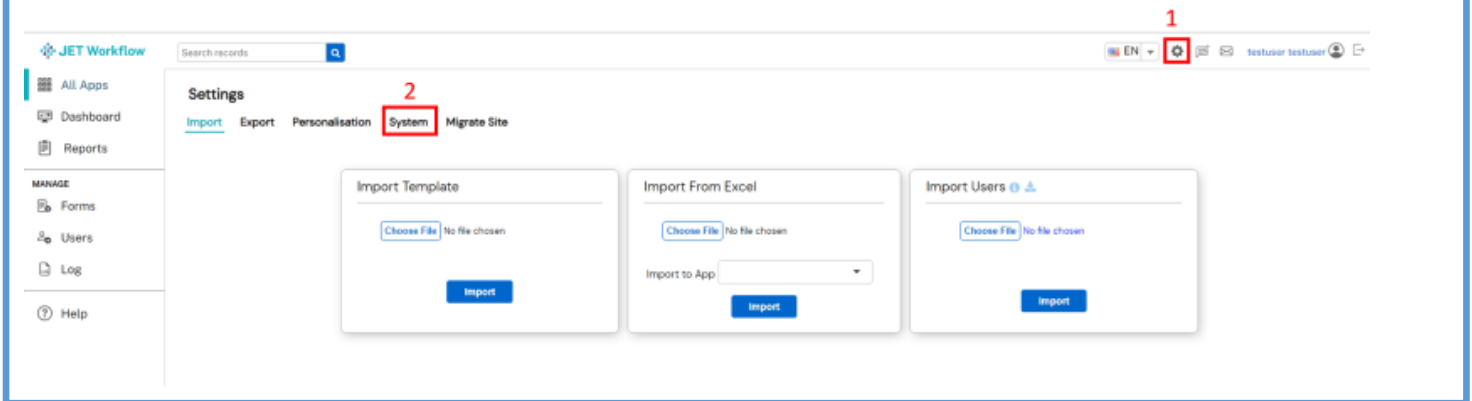 1
JET Workflow
Search records
EN
testuser testuser
All Apps
Dashboard
Reports
MANAGE
Forms
Users
Log
Help
Settings
2
Import Export Personalisation System Migrate Site
Import Template
Choose File No file chosen
Import
Import From Excel
Choose File No file chosen
Import to App
Import
Import Users
Choose File No file chosen
Import